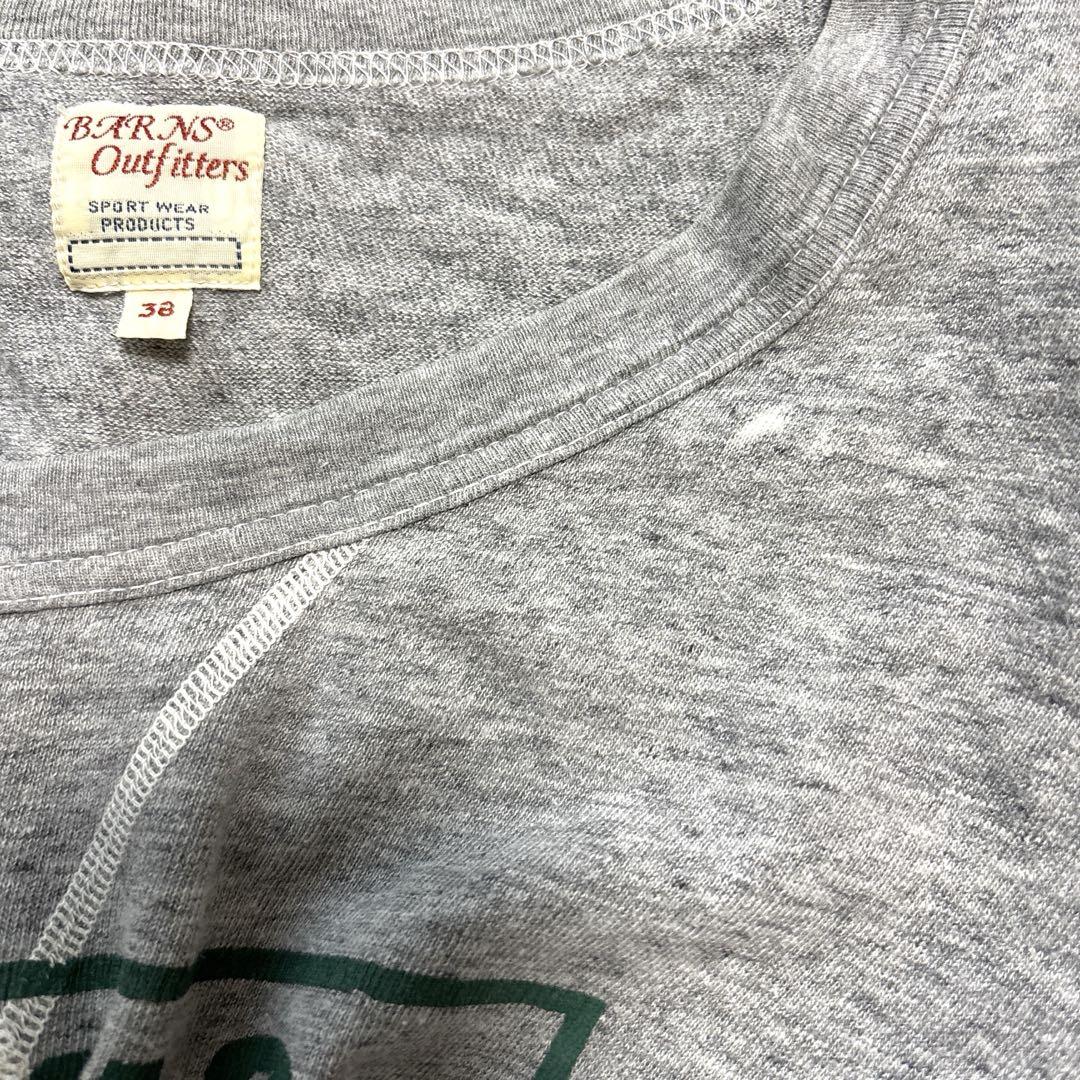 BARNS®
Outfitters
SPORT WEAR
PRODUCTS
38